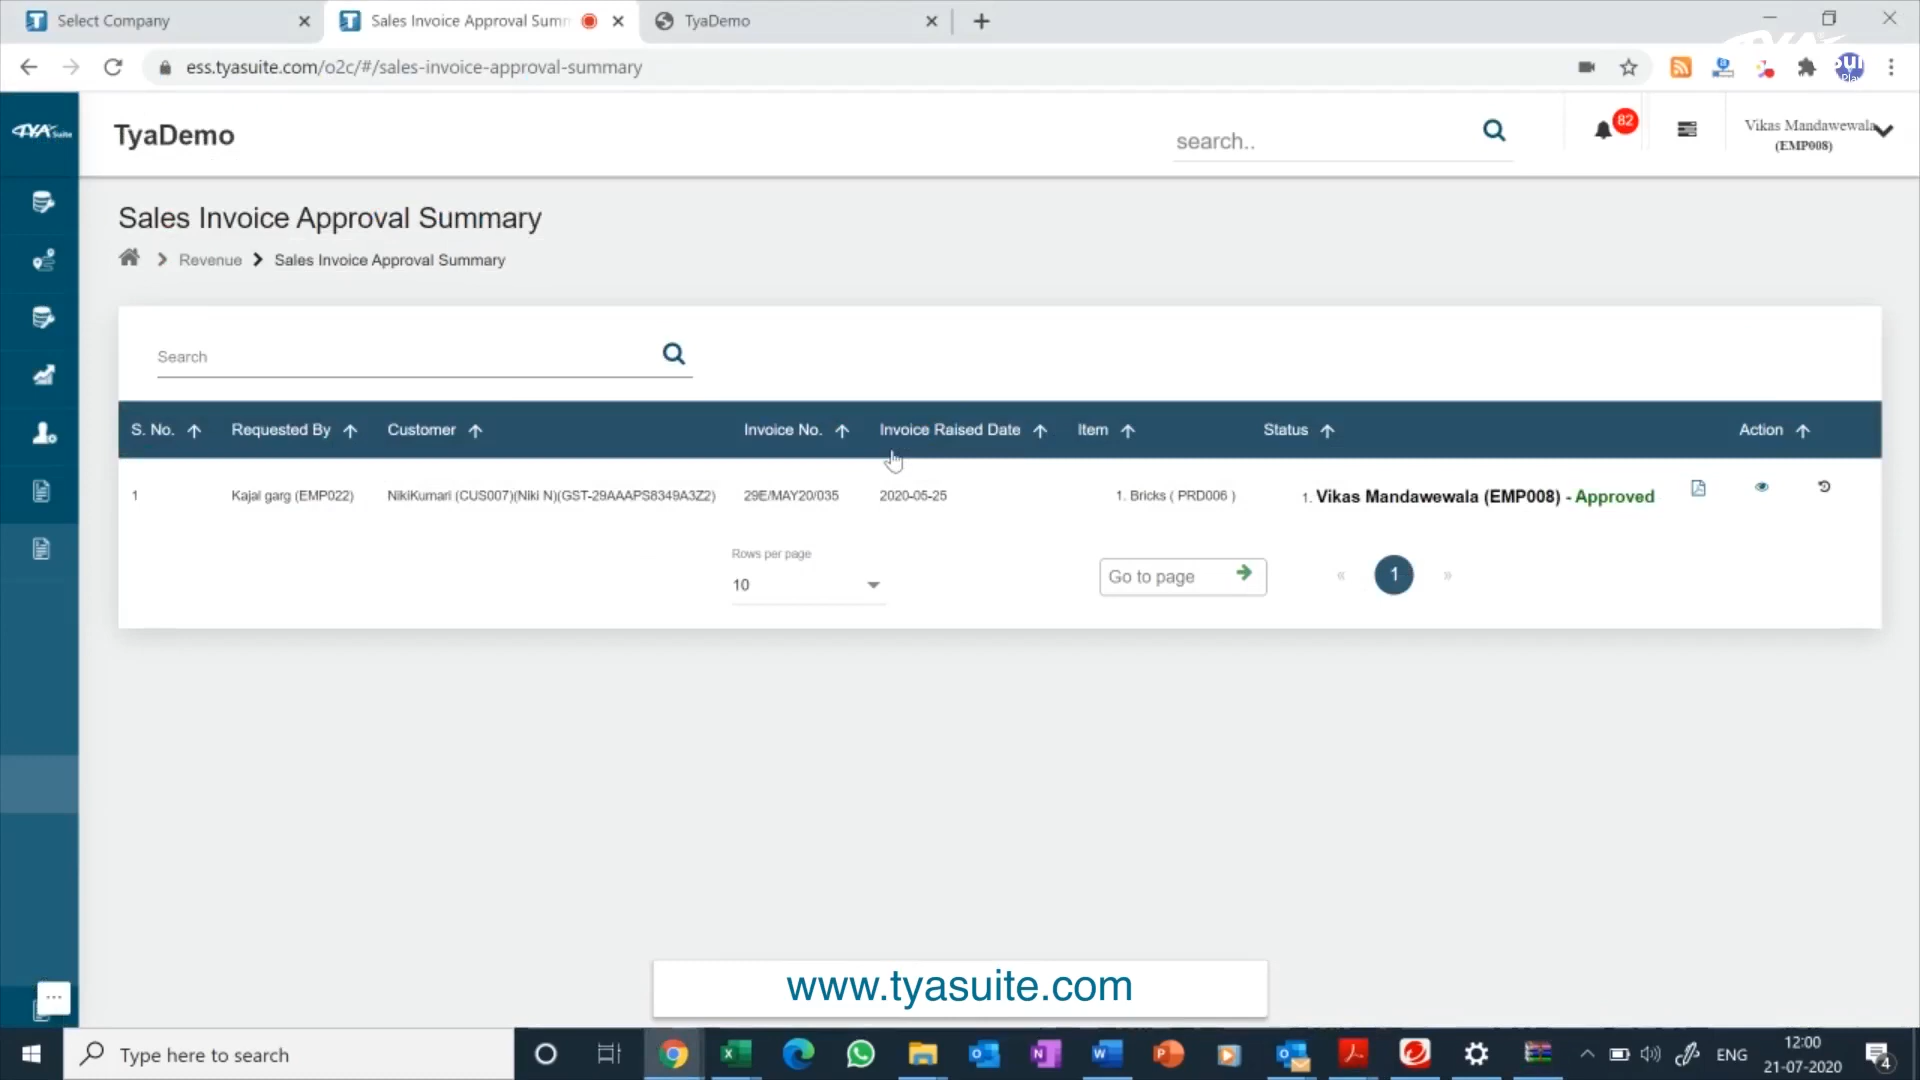 Select Company
Sales Invoice Approval Summ
TyaDemo
ess.tyasuite.com/o2c/#/sales-invoice-approval-summary
TYA Suite
TyaDemo
search..
82
Vikas Mandawewala
(EMP008)
Sales Invoice Approval Summary
Revenue
Sales Invoice Approval Summary
Search
S. No. Requested By Customer Invoice No. Invoice Raised Date Item Status Action
1 Kajal garg (EMP022) NikiKumari (CUS007)(Niki N)(GST-29AAAPS8349A3Z2) 29E/MAY20/035 2020-05-25 1. Bricks ( PRD006 ) 1. Vikas Mandawewala (EMP008) - Approved
Rows per page
10
Go to page
« 1 »
www.tyasuite.com
Type here to search
ENG
12:00
21-07-2020
4